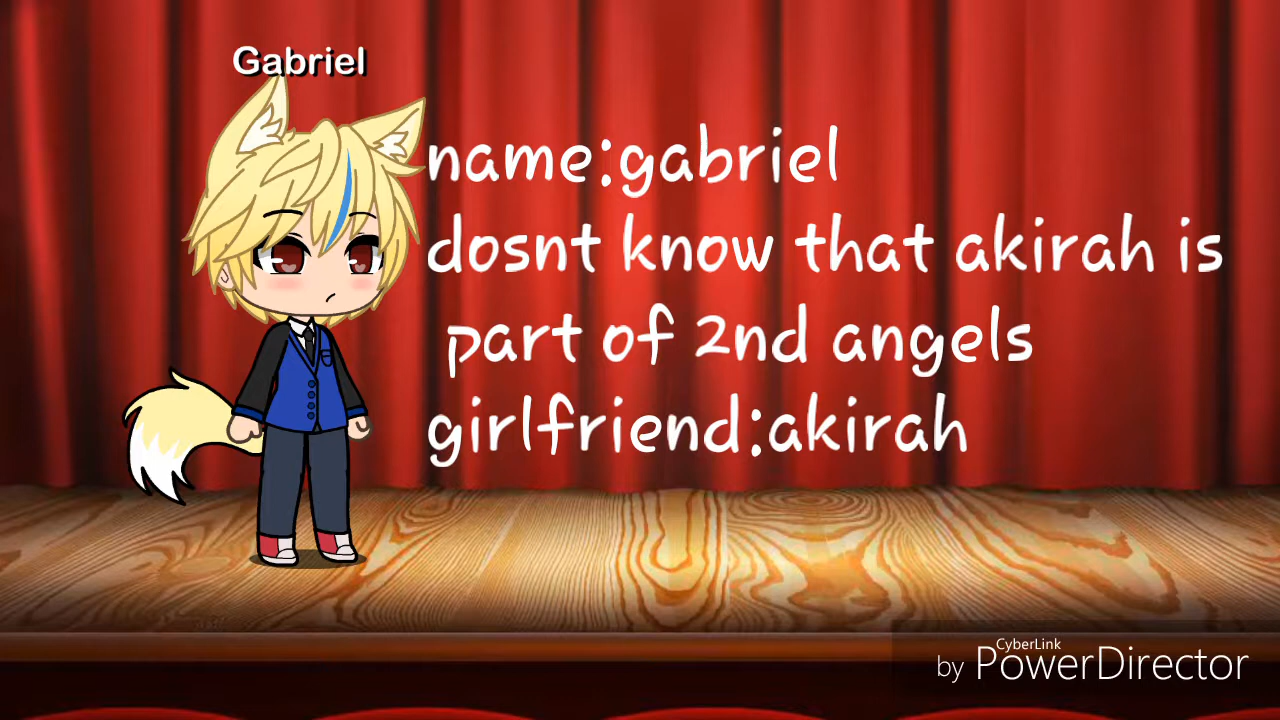 Gabriel
name:gabriel
dosnt know that akirah is
part of 2nd angels
girlfriend:akirah
CyberLink
by PowerDirector